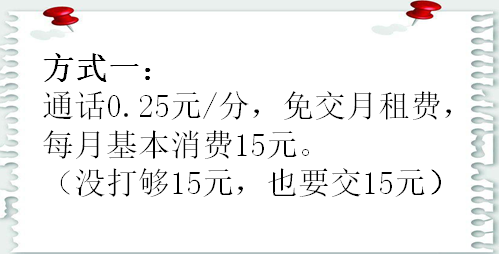 方式一：
通话0.25元/分，免交月租费，
每月基本消费15元。
（没打够15元，也要交15元）